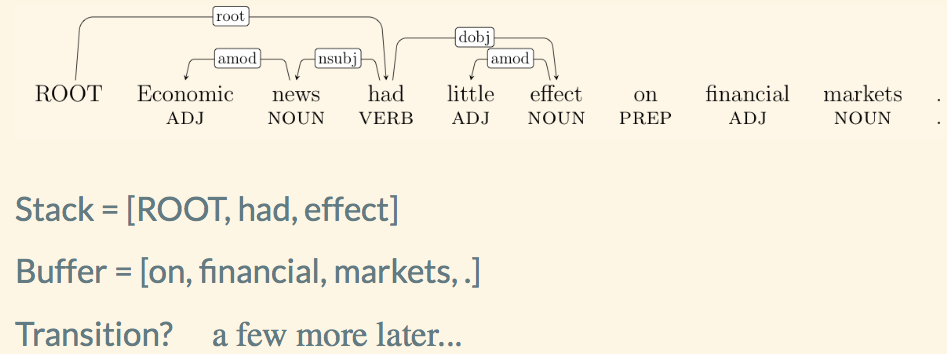 root
dobj
amod nsubj amod
ROOT Economic news had little effect on financial markets .
ADJ NOUN VERB ADJ NOUN PREP ADJ NOUN .
Stack = [ROOT, had, effect]
Buffer = [on, financial, markets, .]
Transition? a few more later...